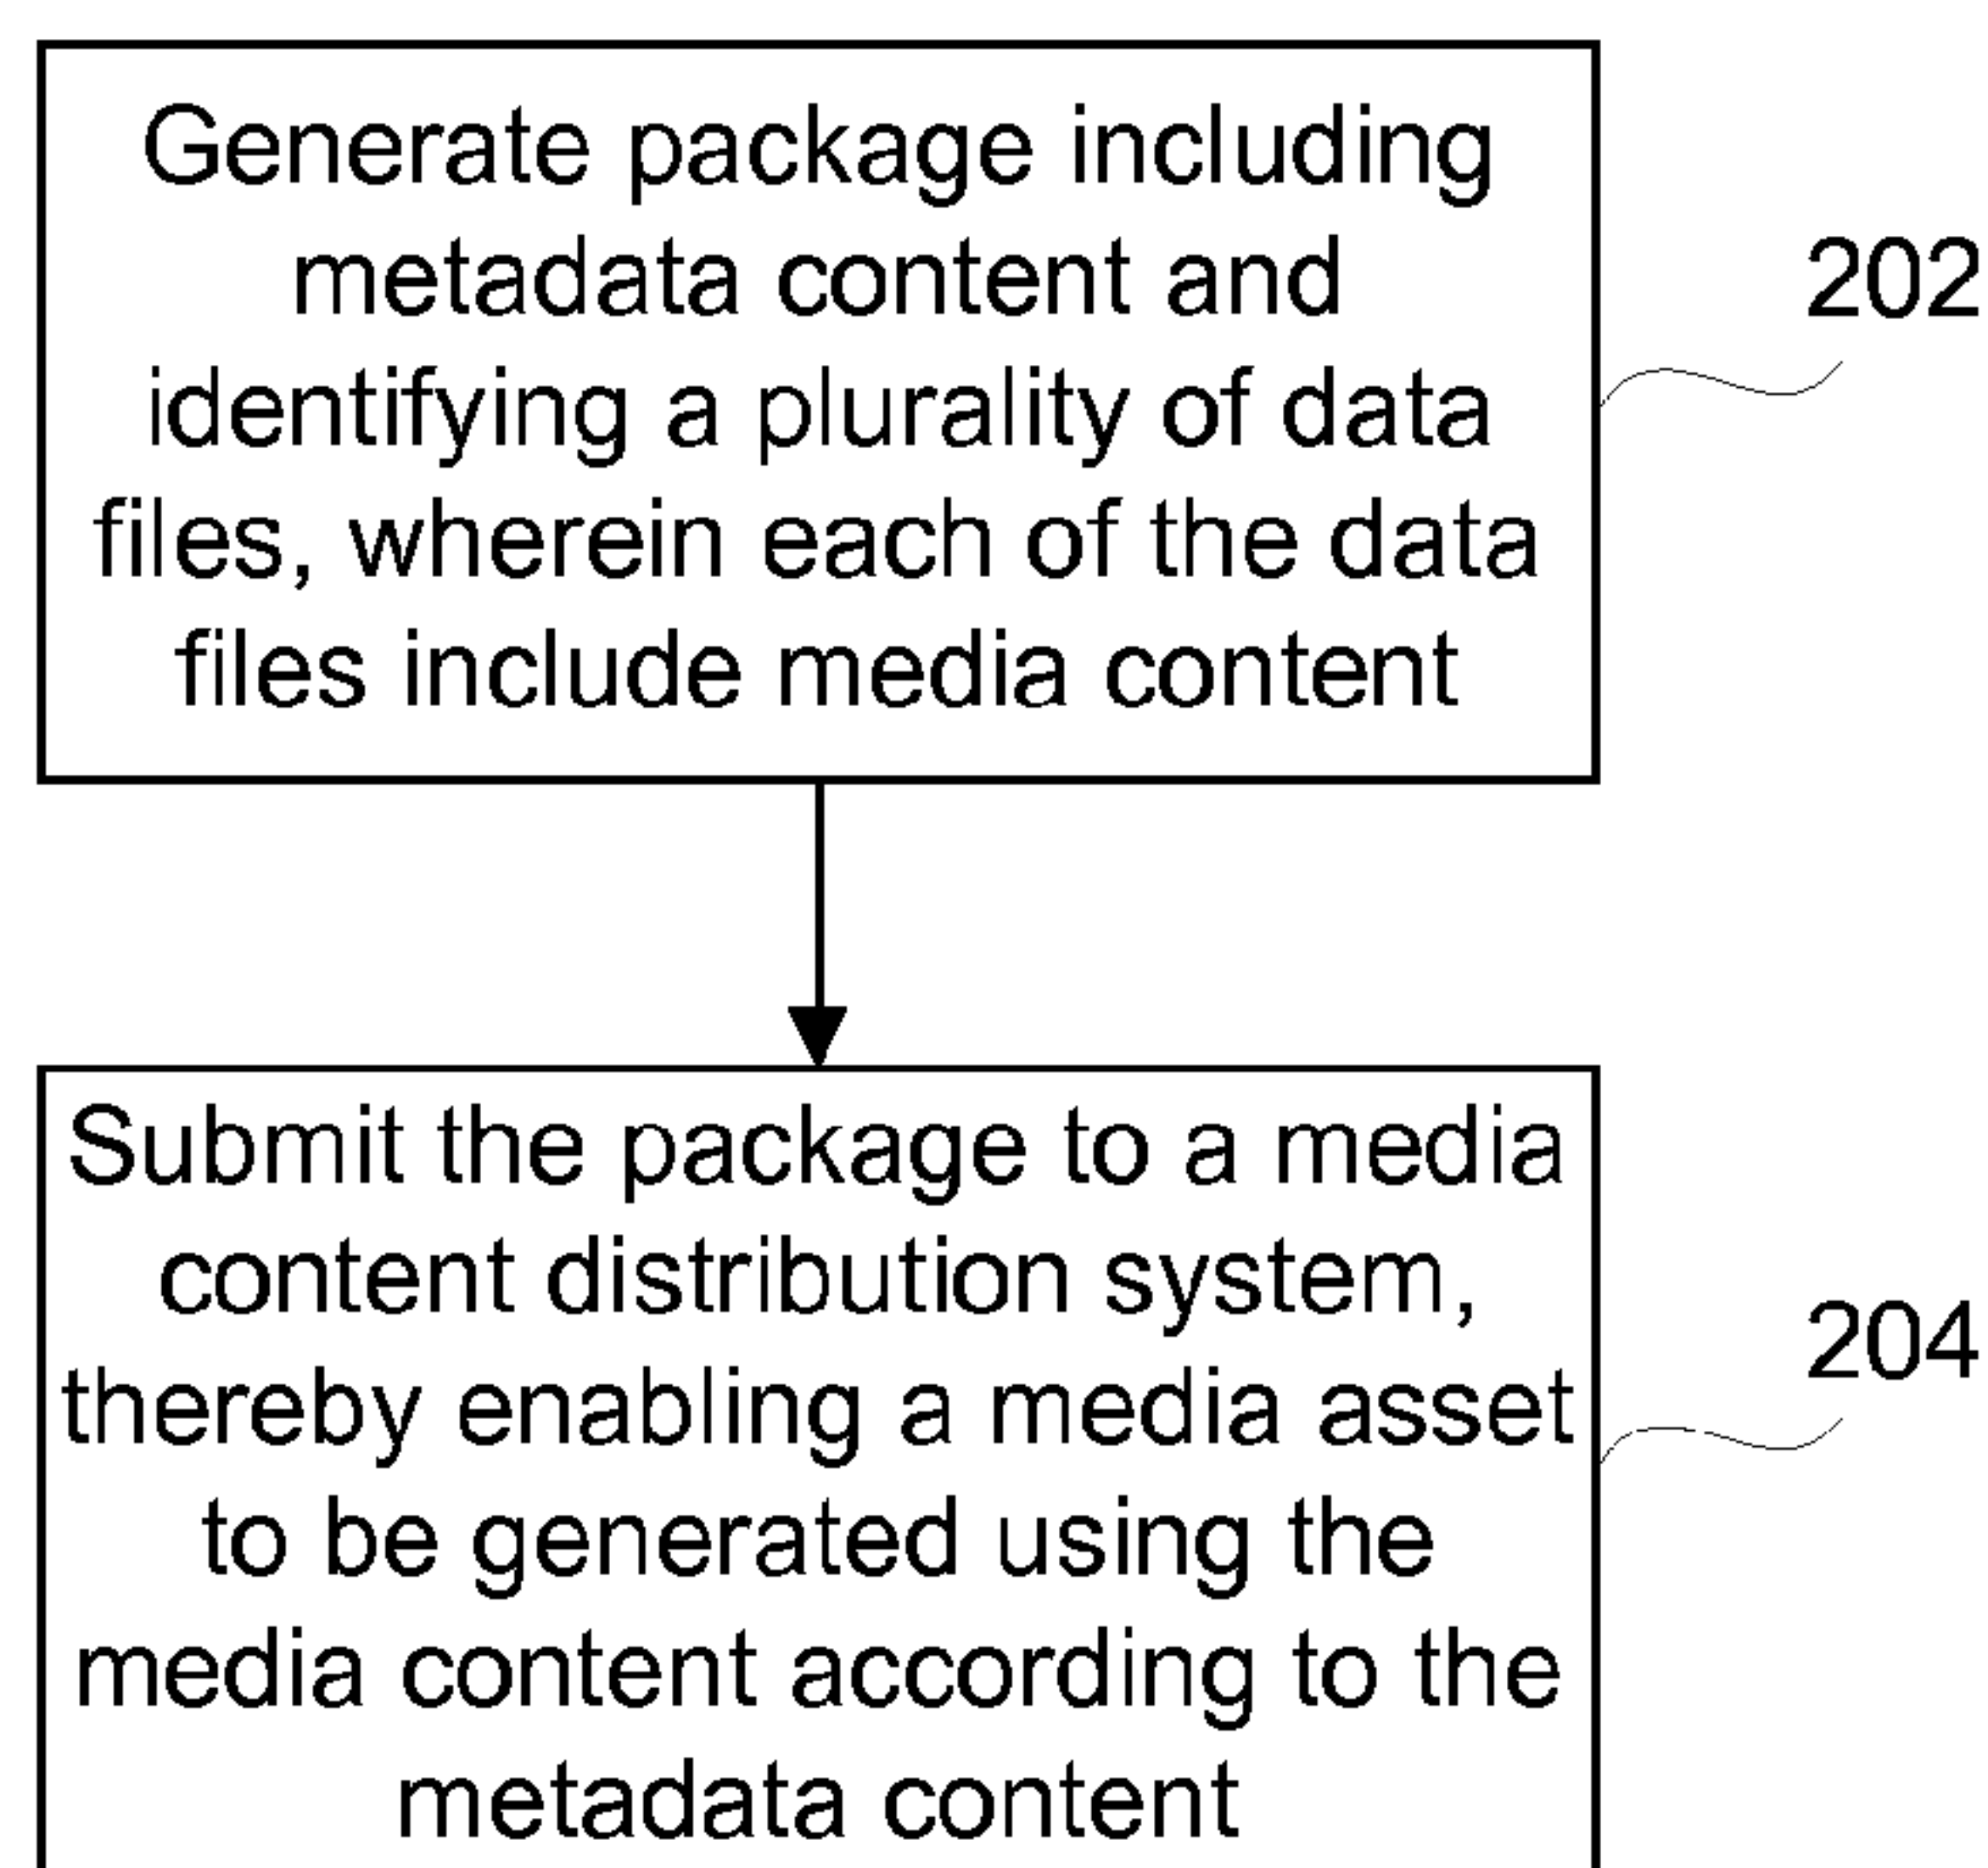 Generate package including
metadata content and
identifying a plurality of data
files, wherein each of the data
files include media content
202
Submit the package to a media
content distribution system,
thereby enabling a media asset
to be generated using the
media content according to the
metadata content
204